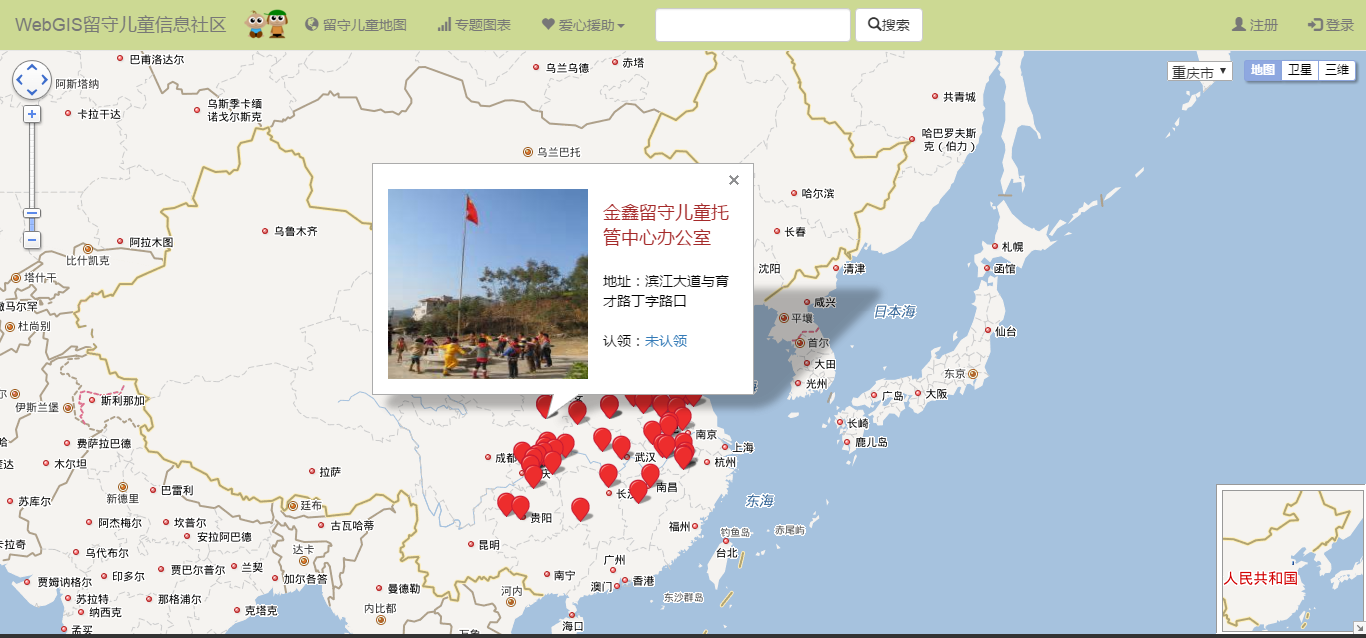 WebGIS留守儿童信息社区 留守儿童地图 专题图表 爱心援助 搜索 注册 登录
巴甫洛达尔
乌兰乌德
赤塔
重庆市
地图 卫星 三维
阿斯塔纳
共青城
乌斯季卡缅
诺戈尔斯克
卡拉干达
哈巴罗夫斯
克（伯力）
乌兰巴托
哈尔滨
金鑫留守儿童托
管中心办公室
地址：滨江大道与育
才路丁字路口
认领：未认领
乌鲁木齐
长春
阿拉木图
札幌
比什凯克
沈阳
清津
函馆
塔什干
撒马尔罕
咸兴
日本海
平壤
杜尚别
仙台
首尔
大田
东京
光州
广岛
大阪
伊斯兰堡
斯利那加
长崎
鹿儿岛
南京
费萨拉巴德
上海
成都
武汉
杭州
木尔坦
拉萨
巴雷利
新德里
南昌
苏库尔
廷布
东海
贵阳
阿杰梅尔
坎普尔
古瓦哈蒂
福州
钓鱼岛
赤尾屿
安拉阿巴德
卡拉奇
昆明
乌代布尔
达卡
台北
广州
贾巴尔普尔
兰契
印多尔
加尔各答
南宁
香港
贾姆讷格尔
曼德勒
澳门
人民共和国
苏拉特
那格浦尔
河内
东沙群岛
纳西克
克塔克
内比都
孟买
海口
万象